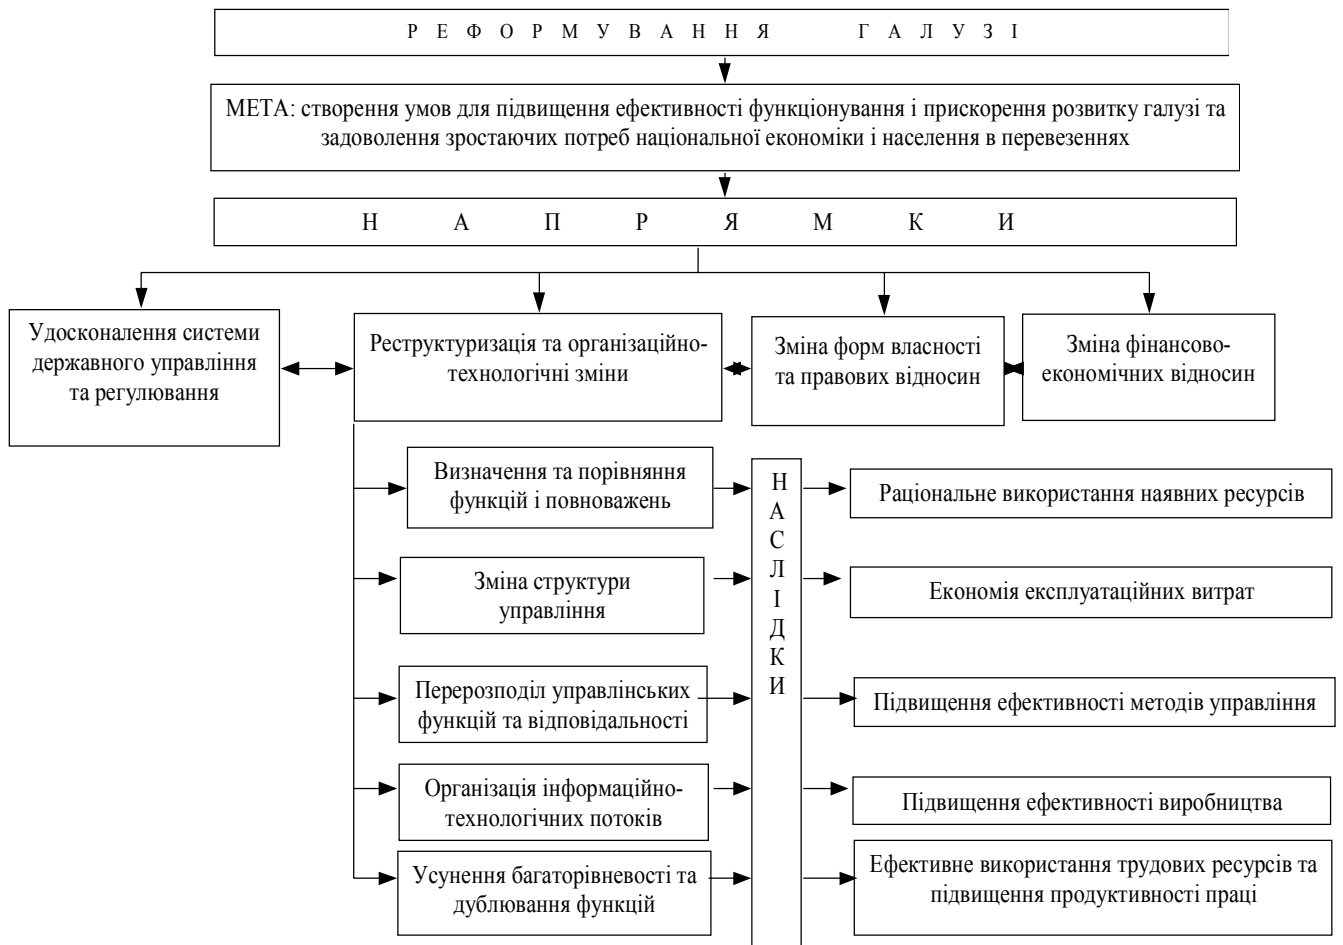 Р Е Ф О Р М У В А Н Н Я Г А Л У З І
МЕТА: створення умов для підвищення ефективності функціонування і прискорення розвитку галузі та
задоволення зростаючих потреб національної економіки і населення в перевезеннях
Н А П Р Я М К И
Удосконалення системи
державного управління
та регулювання
Реструктуризація та організаційно-
технологічні зміни
Зміна форм власності
та правових відносин
Зміна фінансово-
економічних відносин
Визначення та порівняння
функцій і повноважень
Зміна структури
управління
Перерозподіл управлінських
функцій та відповідальності
Організація інформаційно-
технологічних потоків
Усунення багаторівневості та
дублювання функцій
Н
А
С
Л
І
Д
К
И
Раціональне використання наявних ресурсів
Економія експлуатаційних витрат
Підвищення ефективності методів управління
Підвищення ефективності виробництва
Ефективне використання трудових ресурсів та
підвищення продуктивності праці